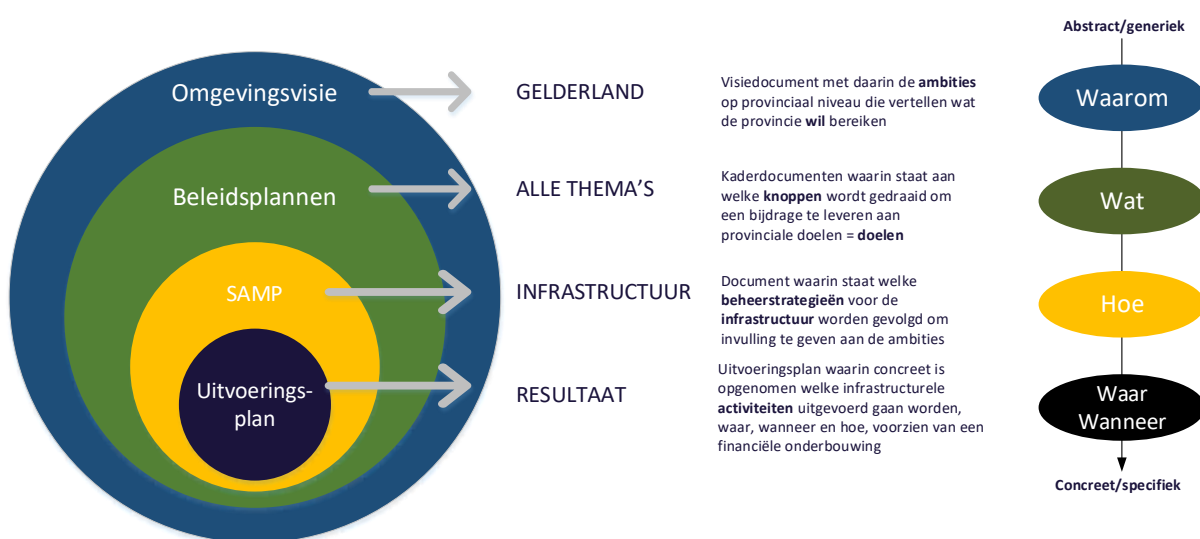 Abstract/generiek
Omgevingsvisie
GELDERLAND
Visiedocument met daarin de ambities
op provinciaal niveau die vertellen wat
de provincie wil bereiken
Waarom
Beleidsplannen
ALLE THEMA’S
Kaderdocumenten waarin staat aan
welke knoppen wordt gedraaid om
een bijdrage te leveren aan
provinciale doelen = doelen
Wat
SAMP
INFRASTRUCTUUR
Document waarin staat welke
beheerstrategieën voor de
infrastructuur worden gevolgd om
invulling te geven aan de ambities
Hoe
Uitvoerings-
plan
RESULTAAT
Uitvoeringsplan waarin concreet is
opgenomen welke infrastructurele
activiteiten uitgevoerd gaan worden,
waar, wanneer en hoe, voorzien van een
financiële onderbouwing
Waar
Wanneer
Concreet/specifiek